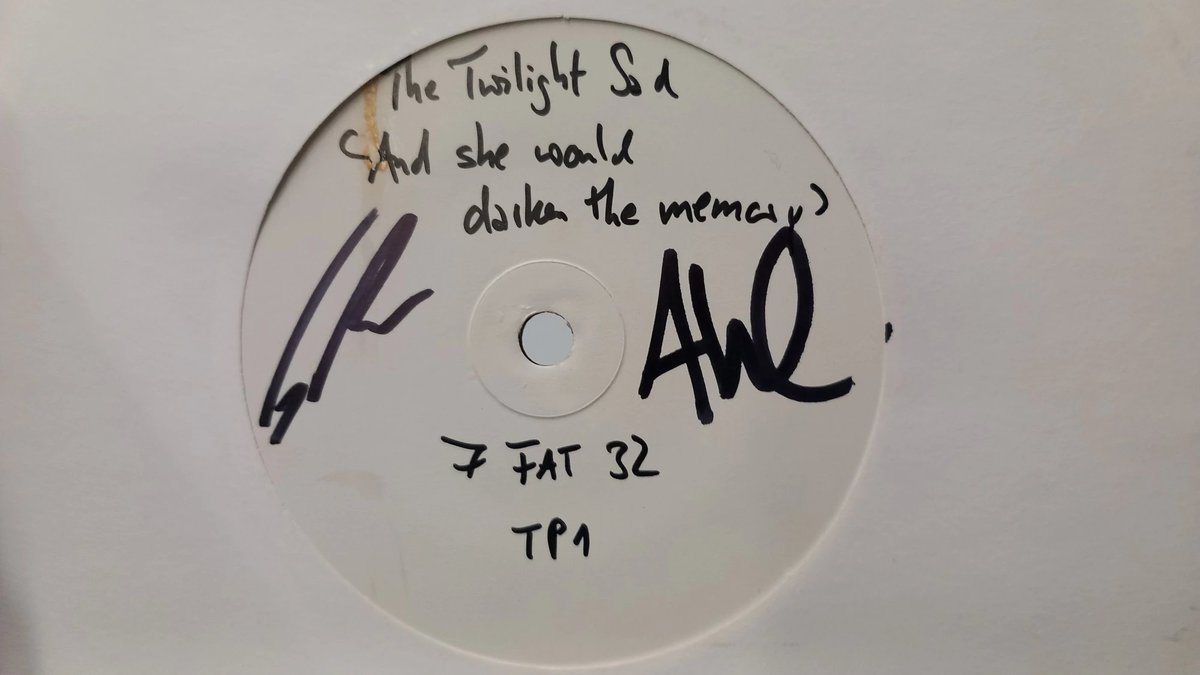 The Twilight Sad
(And she would
darken the memory)
7 FAT 32
TP1